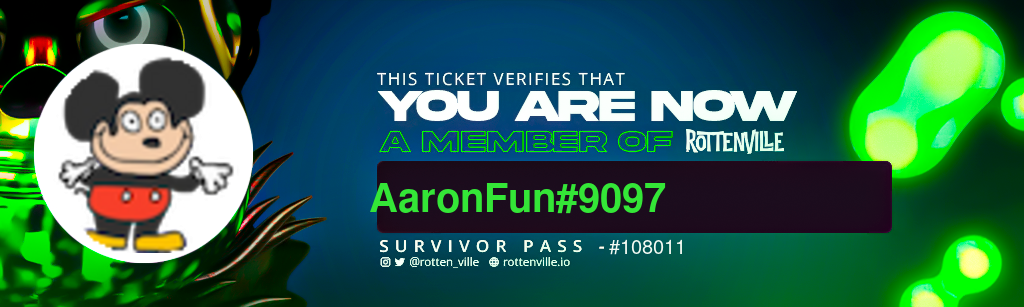 THIS TICKET VERIFIES THAT
YOU ARE NOW
A MEMBER OF ROTTENVILLE
AaronFun#9097
SURVIVOR PASS - #108011
@rotten_ville rottenville.io